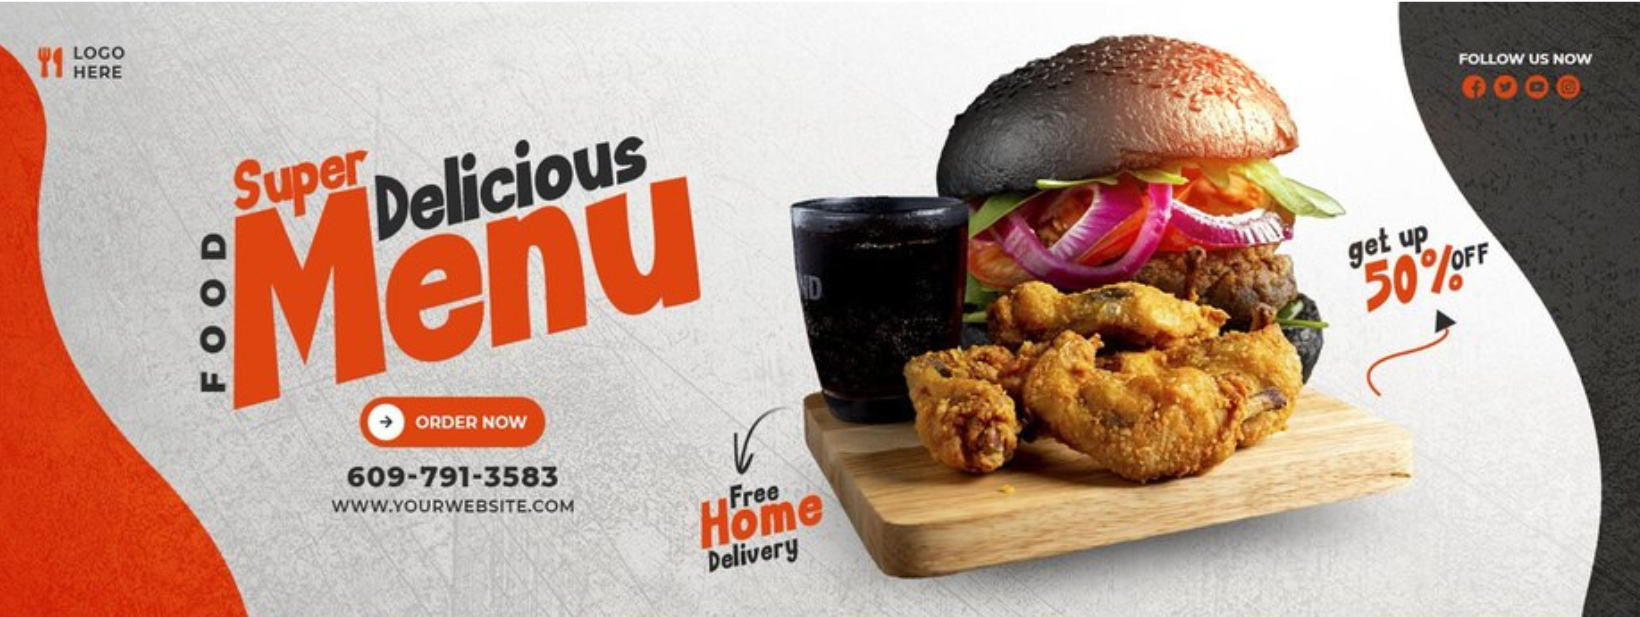 LOGO
HERE
FOLLOW US NOW
Super Delicious
FOOD Menu
ORDER NOW
609-791-3583
WWW.YOURWEBSITE.COM
Free
Home
Delivery
get up
50% OFF